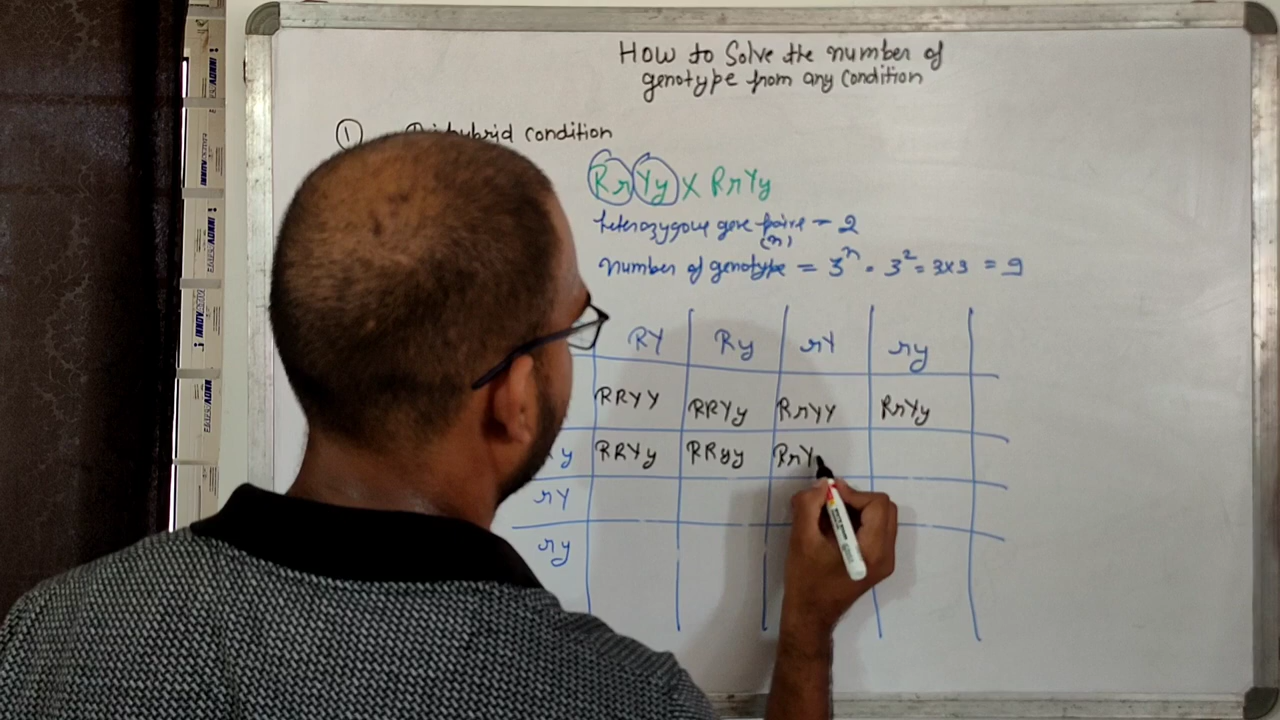 How to Solve the number of
genotype from any Condition
① hybrid condition
RrYy X RrYy
heterozygous gene pairs = 2
(n)
Number of genotype = 3ⁿ = 3² = 3x3 = 9
RY Ry rY ry
RRYY RRYy RrYY RrYy
y RRYy RRyy RrY
rY
ry